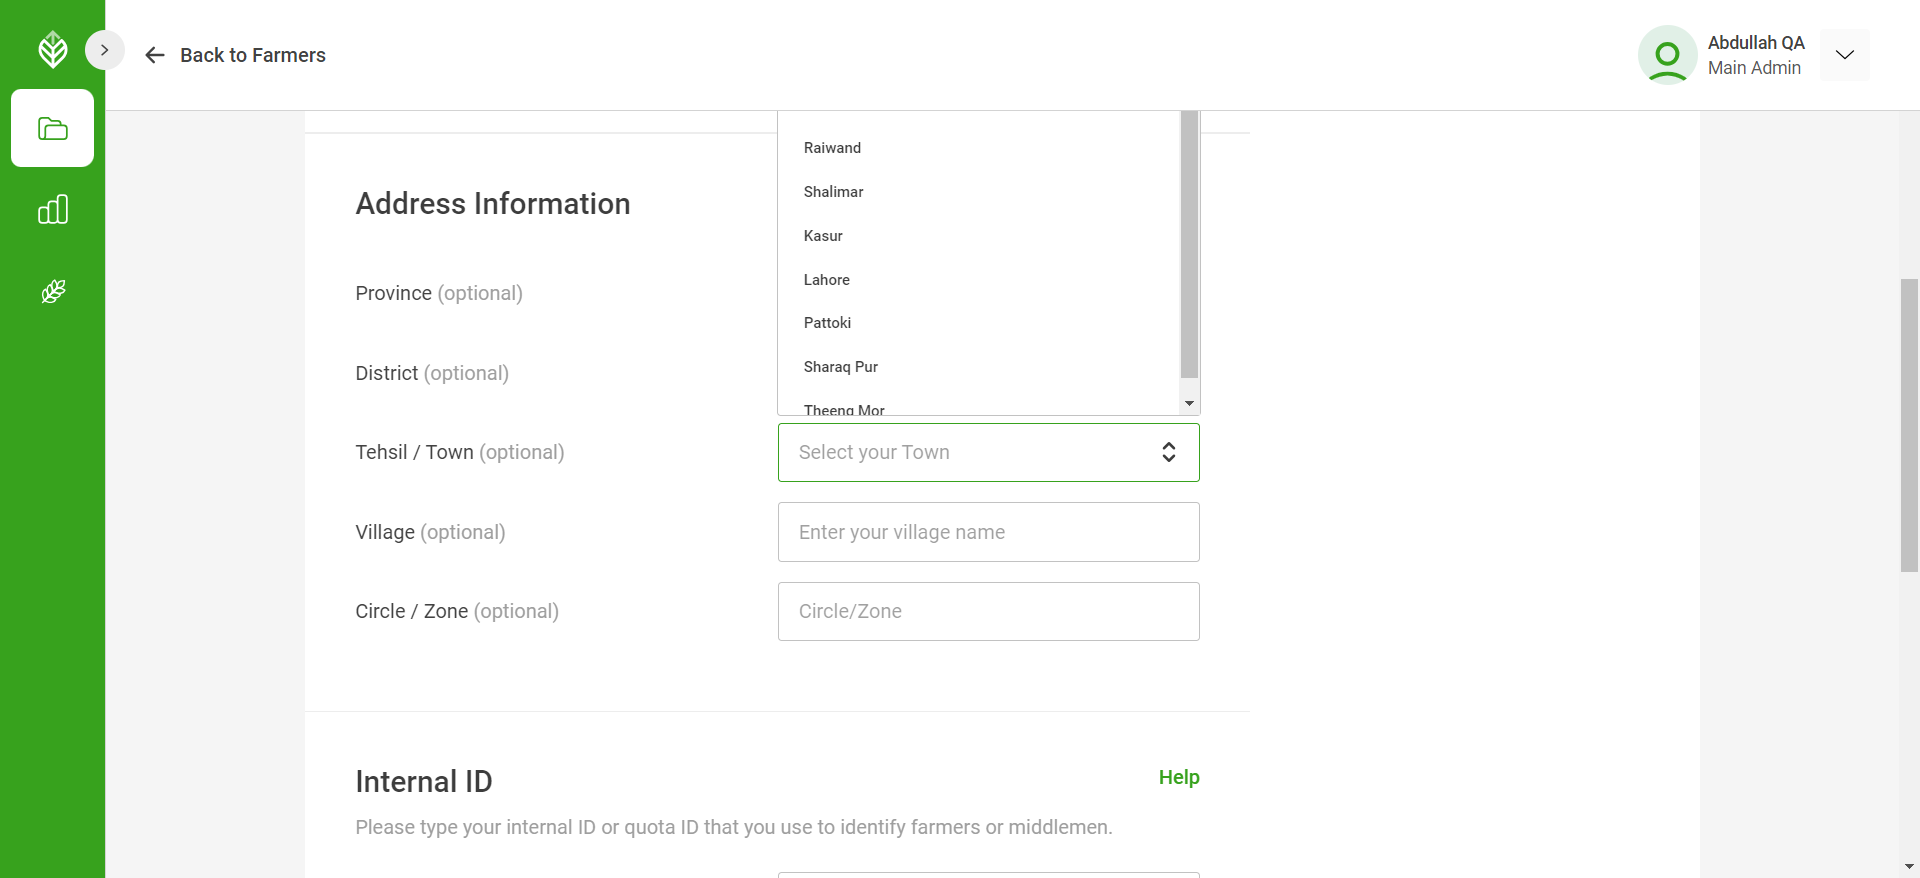 Back to Farmers
Abdullah QA
Main Admin
Raiwand
Shalimar
Kasur
Lahore
Pattoki
Sharaq Pur
Theeng Mor
Address Information
Province (optional)
District (optional)
Tehsil / Town (optional)
Select your Town
Village (optional)
Enter your village name
Circle / Zone (optional)
Circle/Zone
Internal ID
Help
Please type your internal ID or quota ID that you use to identify farmers or middlemen.